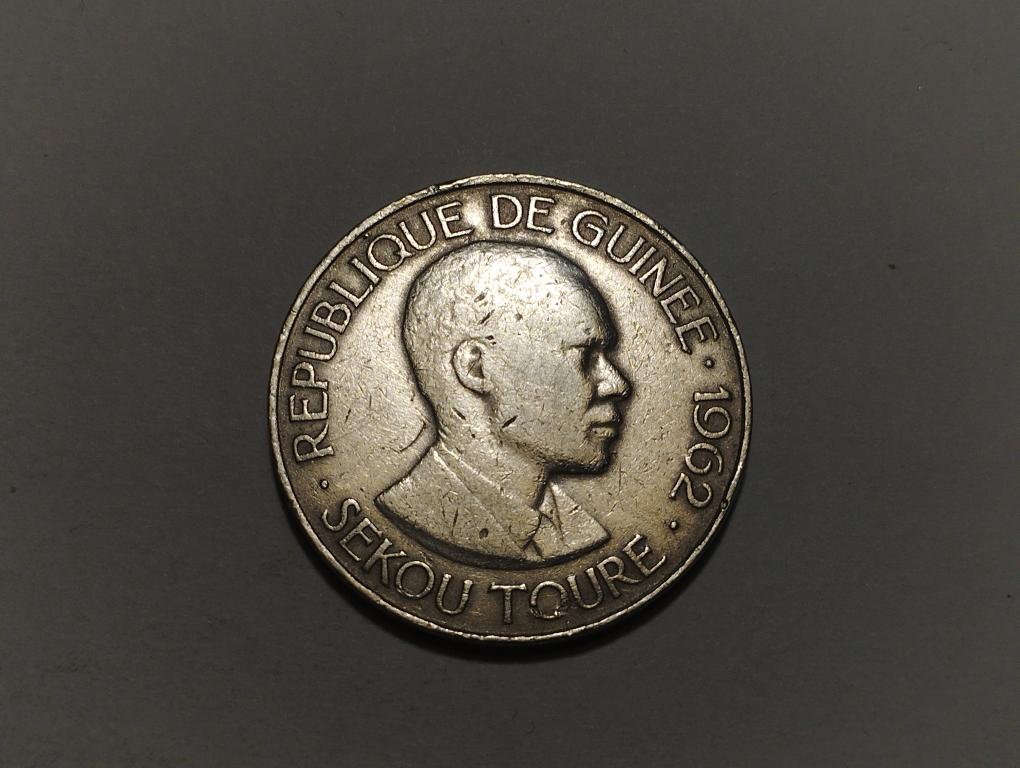 REPUBLIQUE DE GUINEE · 1962 ·
SEKOU TOURE ·